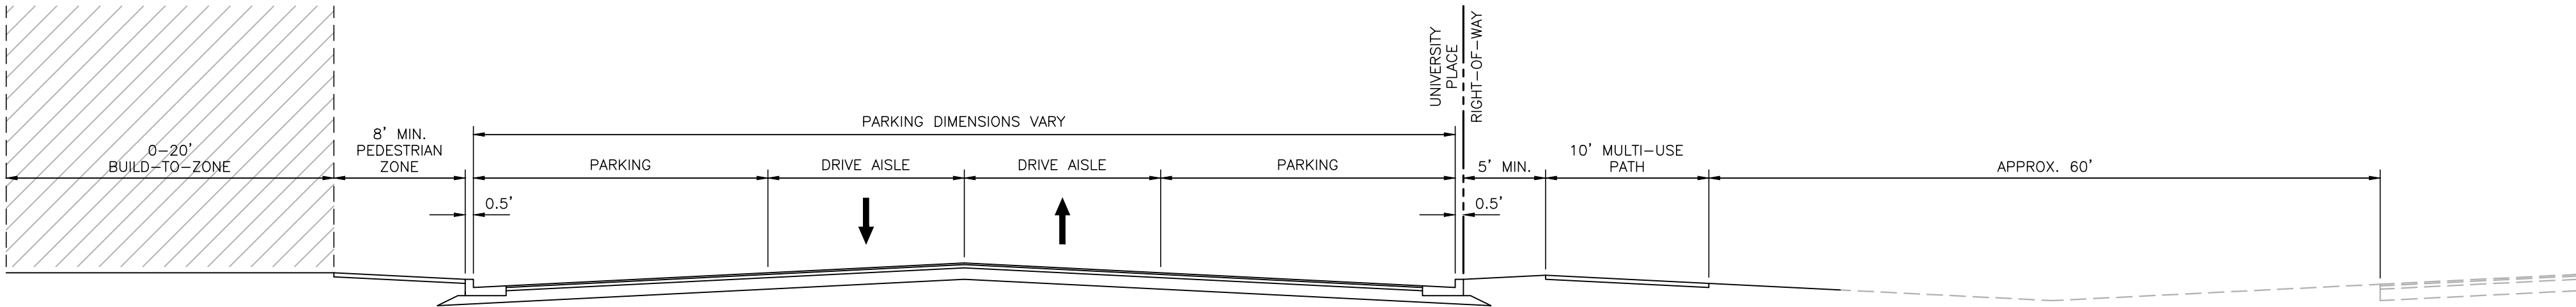 0-20'
BUILD-TO-ZONE
8' MIN.
PEDESTRIAN
ZONE
0.5'
PARKING DIMENSIONS VARY
PARKING
DRIVE AISLE
DRIVE AISLE
PARKING
0.5'
UNIVERSITY
PLACE
RIGHT-OF-WAY
5' MIN.
10' MULTI-USE
PATH
APPROX. 60'